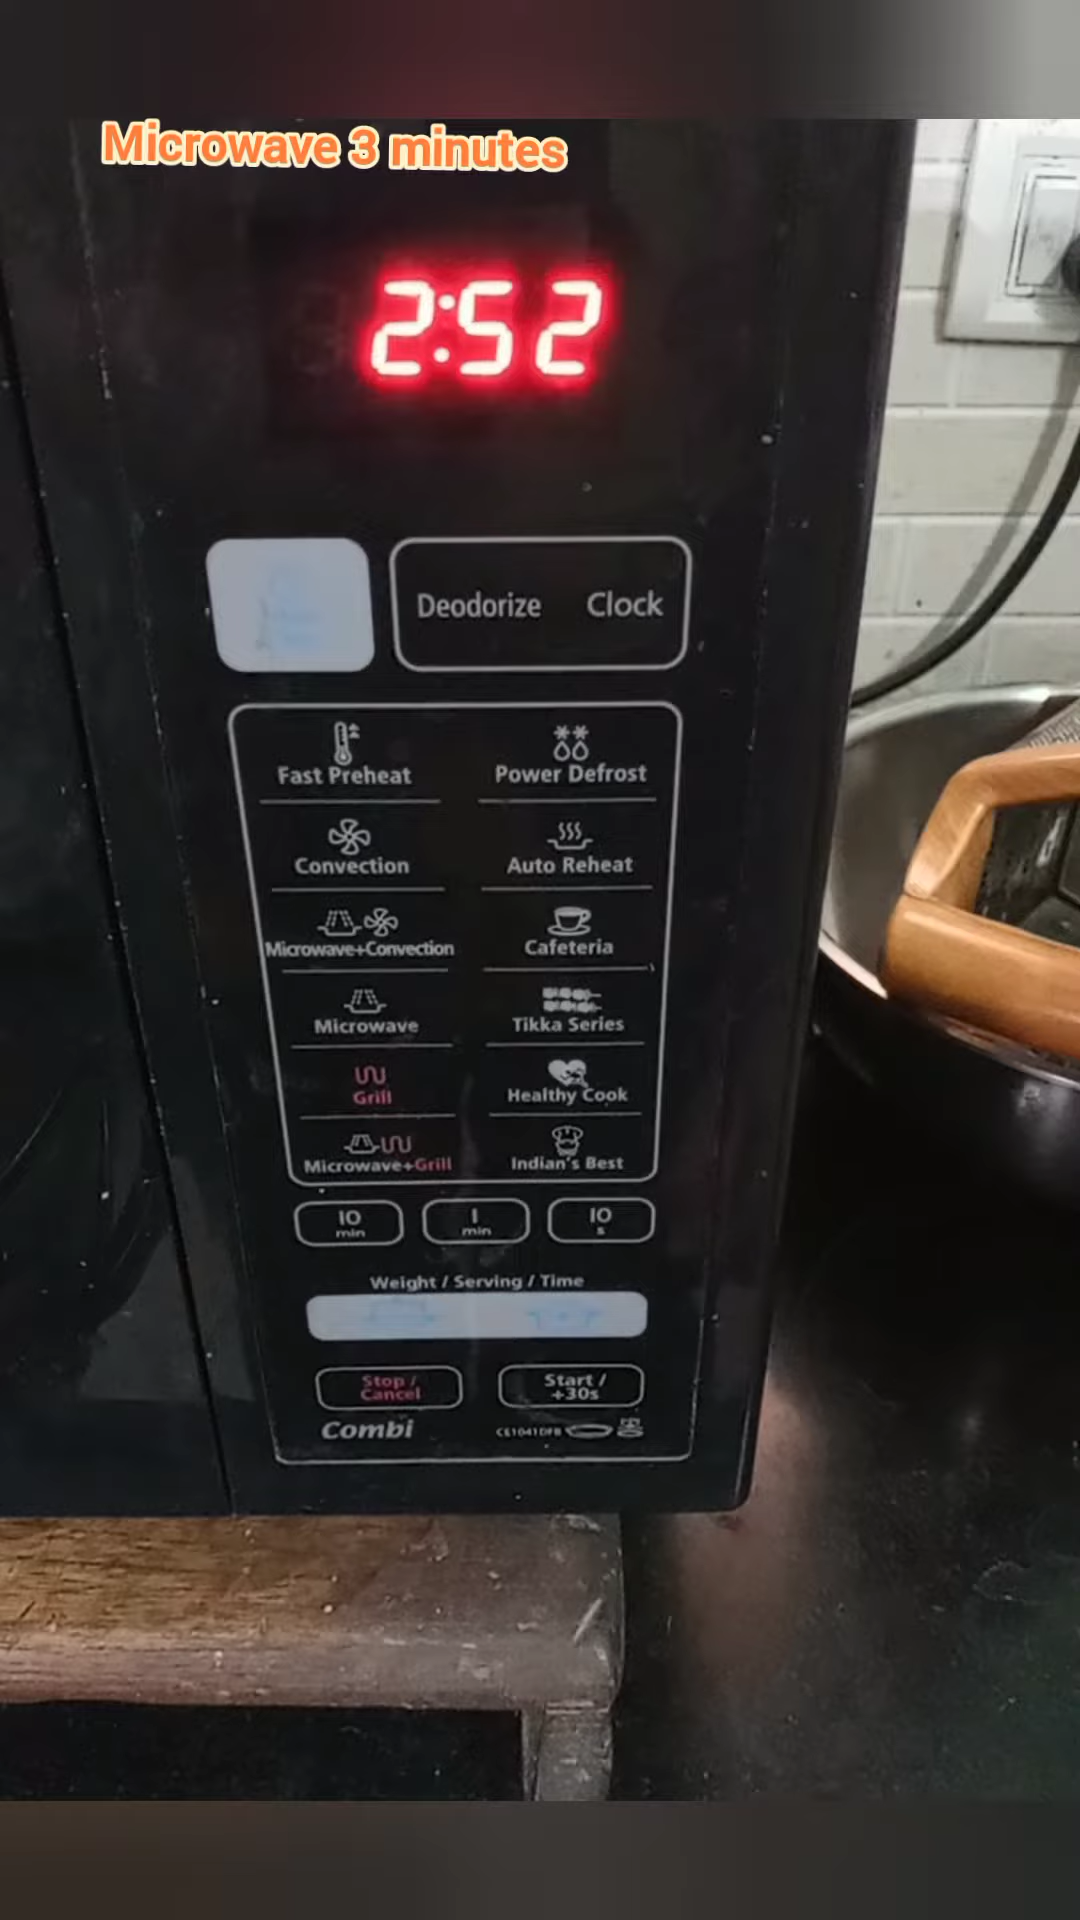 Microwave 3 minutes
2:52
Deodorize Clock
Fast Preheat Power Defrost
Convection Auto Reheat
Microwave+Convection Cafeteria
Microwave Tikka Series
Grill Healthy Cook
Microwave+Grill Indian's Best
10 min 1 min 10 s
Weight / Serving / Time
Stop / Cancel Start / +30s
Combi CE1041DFB